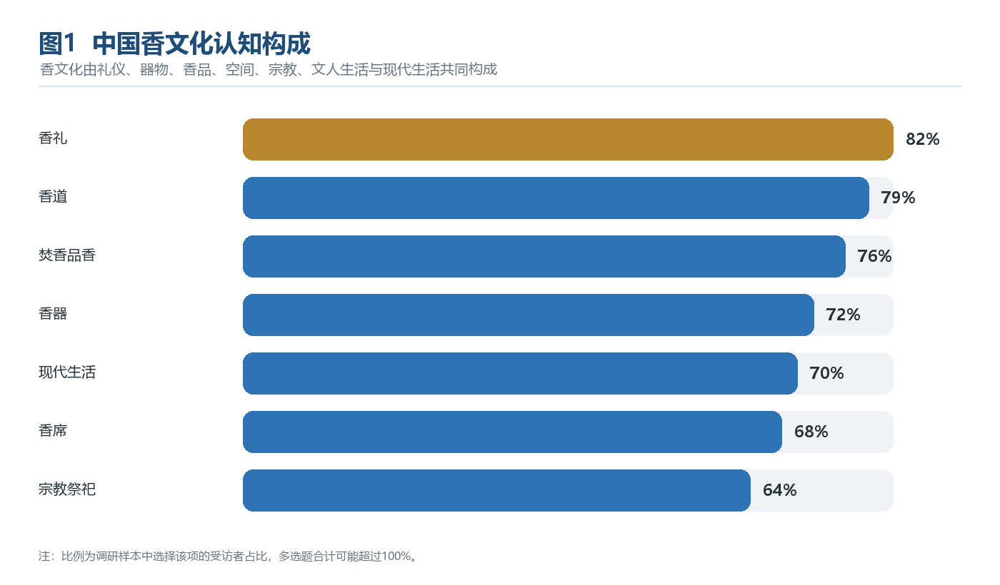 图1 中国香文化认知构成
香文化由礼仪、器物、香品、空间、宗教、文人生活与现代生活共同构成
香礼 82%
香道 79%
焚香品香 76%
香器 72%
现代生活 70%
香席 68%
宗教祭祀 64%
注：比例为调研样本中选择该项的受访者占比，多选题合计可能超过100%。